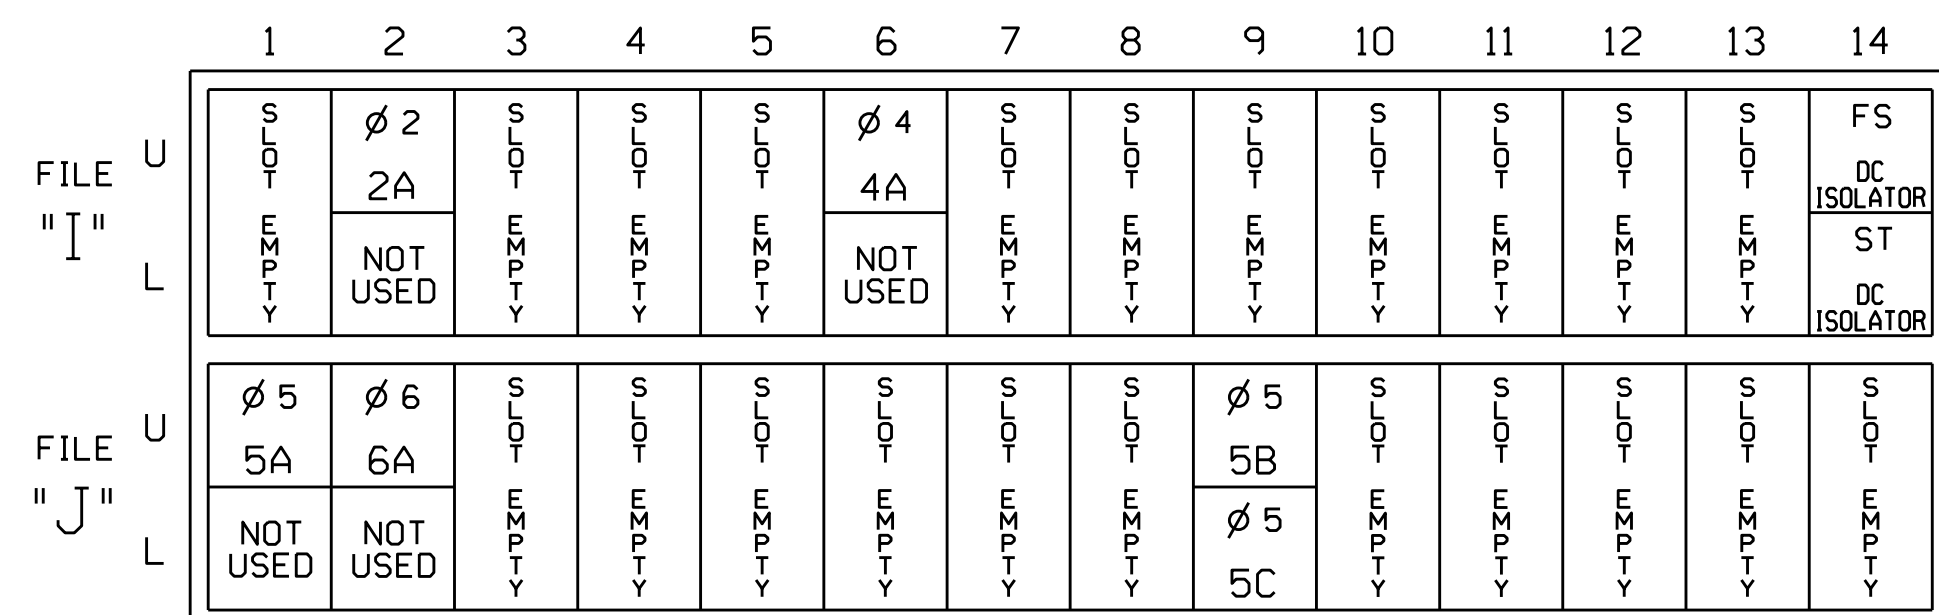 1 2 3 4 5 6 7 8 9 10 11 12 13 14
FILE "I"
U
L
SLOT EMPTY
Ø 2
2A
NOT USED
SLOT EMPTY
SLOT EMPTY
SLOT EMPTY
Ø 4
4A
NOT USED
SLOT EMPTY
SLOT EMPTY
SLOT EMPTY
SLOT EMPTY
SLOT EMPTY
SLOT EMPTY
SLOT EMPTY
FS
DC
ISOLATOR
ST
DC
ISOLATOR
FILE "J"
U
L
Ø 5
5A
NOT USED
Ø 6
6A
NOT USED
SLOT EMPTY
SLOT EMPTY
SLOT EMPTY
SLOT EMPTY
SLOT EMPTY
SLOT EMPTY
Ø 5
5B
Ø 5
5C
SLOT EMPTY
SLOT EMPTY
SLOT EMPTY
SLOT EMPTY
SLOT EMPTY